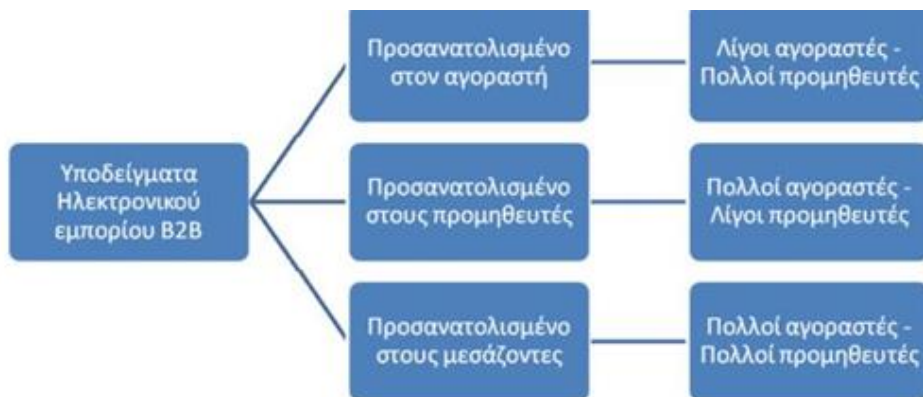 Υποδείγματα
Ηλεκτρονικού
εμπορίου B2B
Προσανατολισμένο
στον αγοραστή
Λίγοι αγοραστές -
Πολλοί προμηθευτές
Προσανατολισμένο
στους προμηθευτές
Πολλοί αγοραστές -
Λίγοι προμηθευτές
Προσανατολισμένο
στους μεσάζοντες
Πολλοί αγοραστές -
Πολλοί προμηθευτές